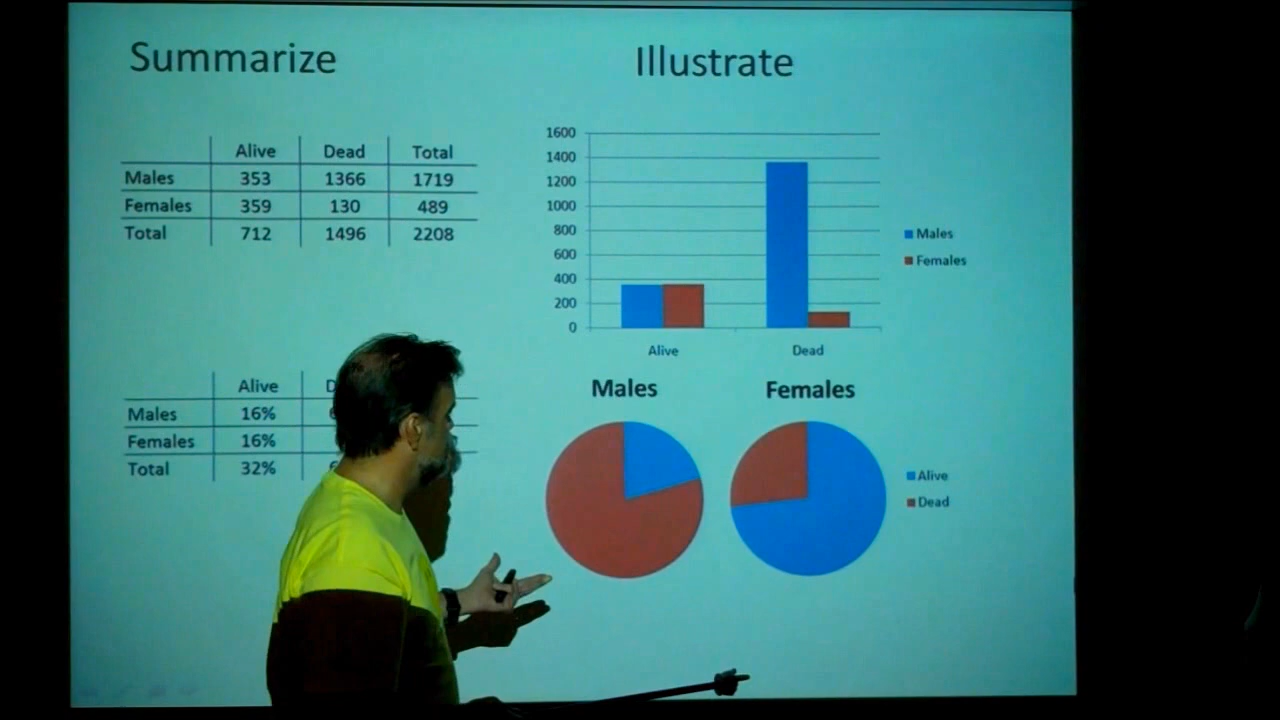 Summarize
Illustrate
Alive Dead Total
Males 353 1366 1719
Females 359 130 489
Total 712 1496 2208
Alive
Males 16%
Females 16%
Total 32%
1600
1400
1200
1000
800
600
400
200
0
Alive Dead
Males
Females
Males Females
Alive
Dead